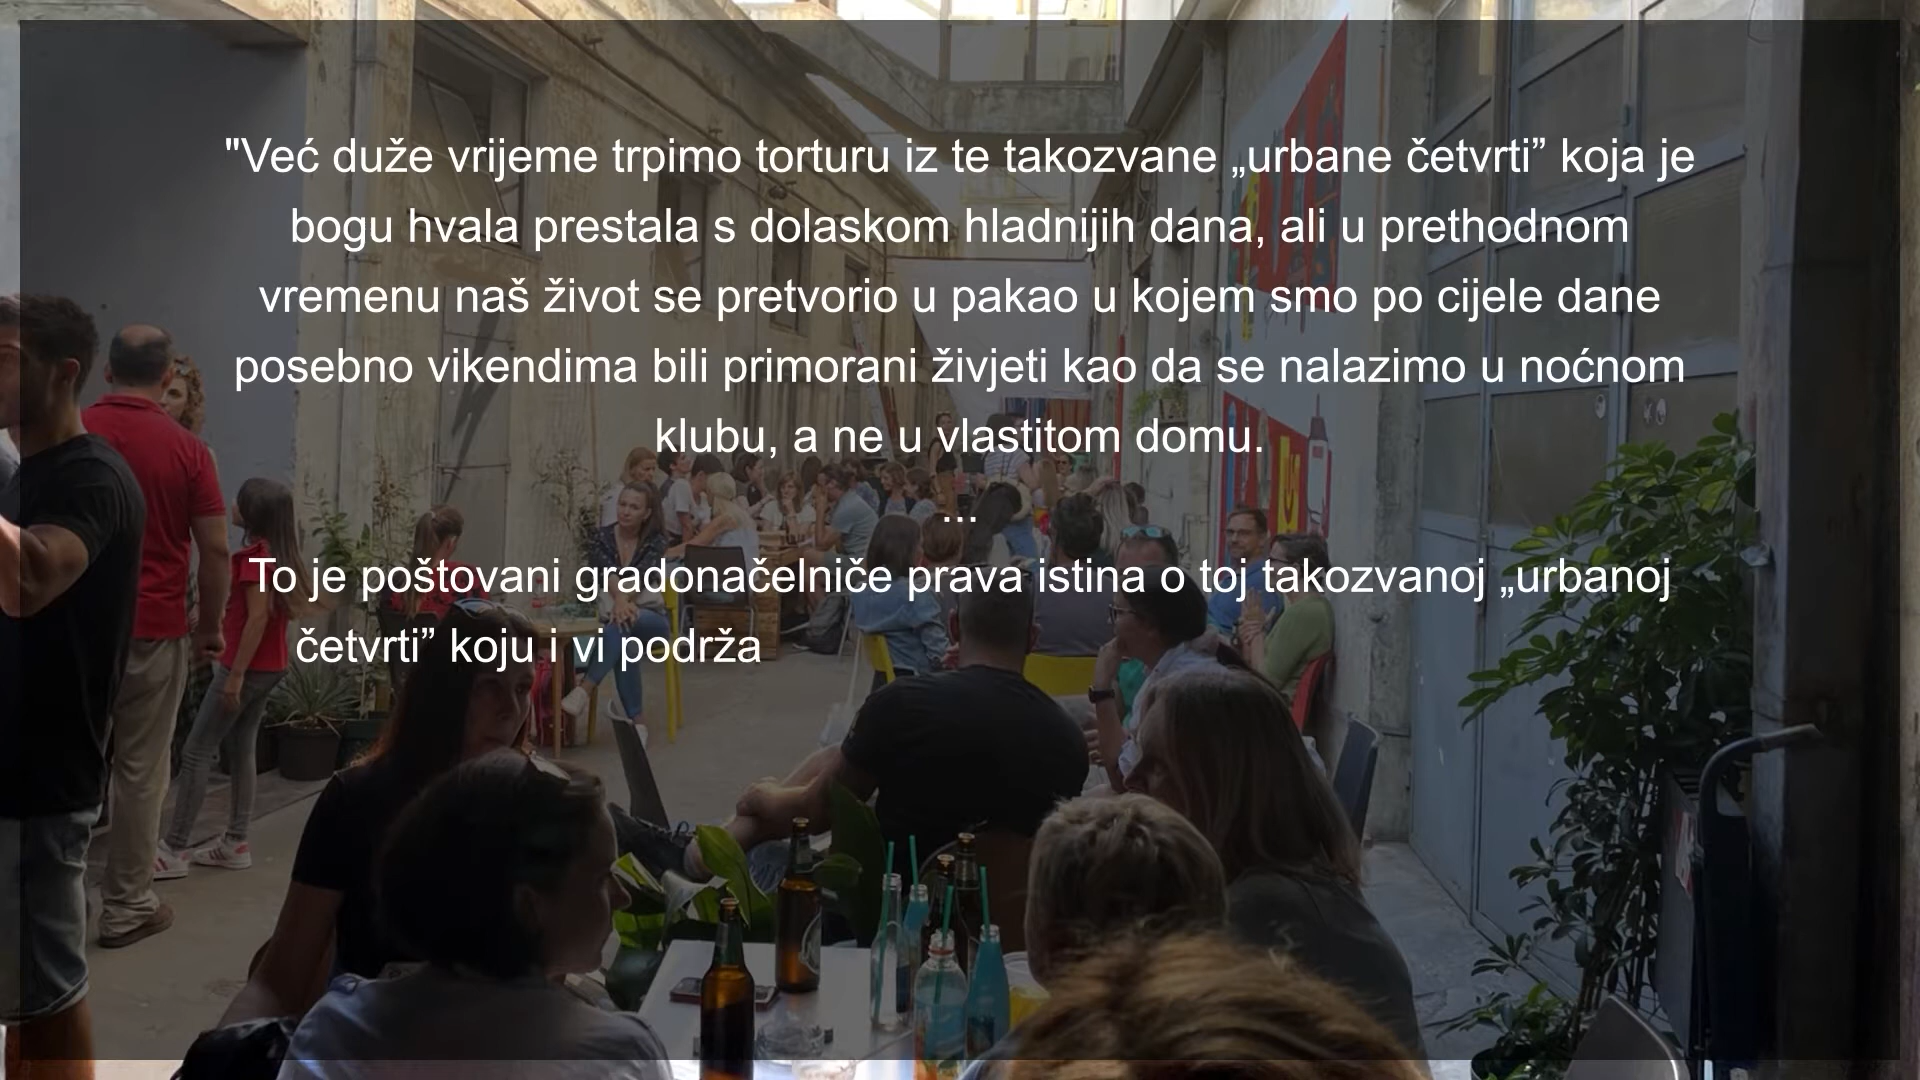 "Već duže vrijeme trpimo torturu iz te takozvane „urbane četvrti” koja je
bogu hvala prestala s dolaskom hladnijih dana, ali u prethodnom
vremenu naš život se pretvorio u pakao u kojem smo po cijele dane
posebno vikendima bili primorani živjeti kao da se nalazimo u noćnom
klubu, a ne u vlastitom domu.
...
To je poštovani gradonačelniče prava istina o toj takozvanoj „urbanoj
četvrti” koju i vi podrža